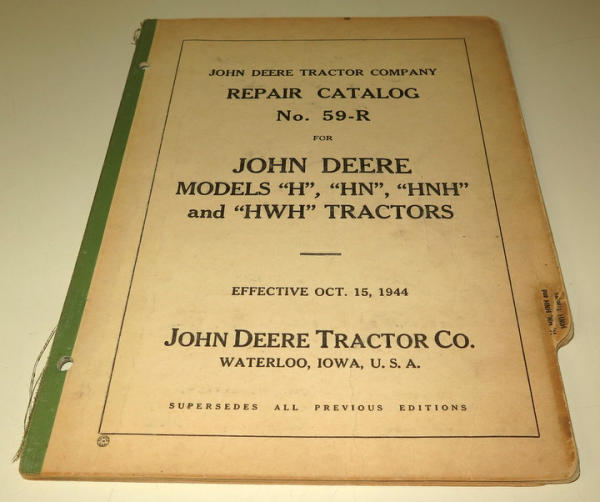 JOHN DEERE TRACTOR COMPANY
REPAIR CATALOG
No. 59-R
FOR
JOHN DEERE
MODELS "H", "HN", "HNH"
and "HWH" TRACTORS
EFFECTIVE OCT. 15, 1944
JOHN DEERE TRACTOR CO.
WATERLOO, IOWA, U. S. A.
SUPERSEDES ALL PREVIOUS EDITIONS